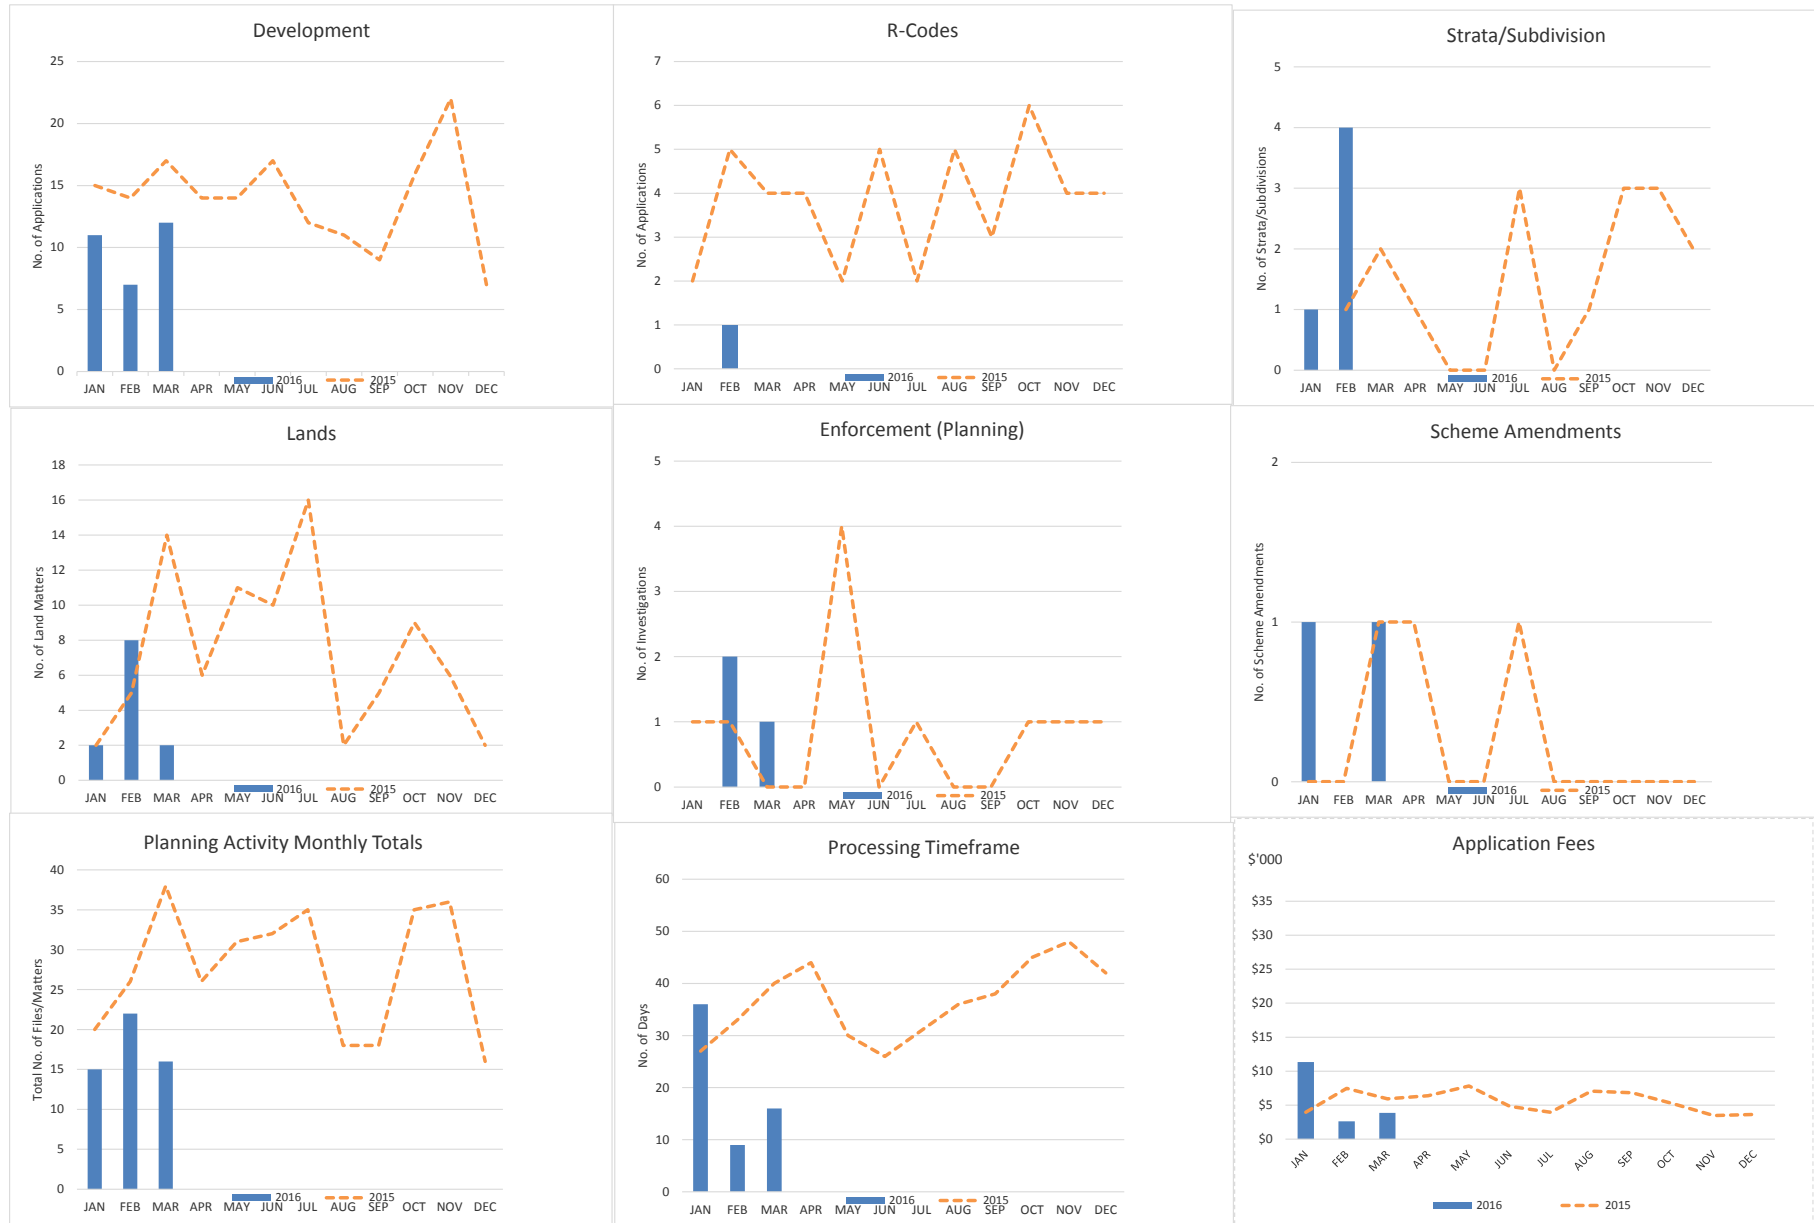 Development
25
20
15
10
5
0
No. of Applications
JAN FEB MAR APR MAY JUN JUL AUG SEP OCT NOV DEC
2016 2015
R-Codes
7
6
5
4
3
2
1
0
No. of Applications
JAN FEB MAR APR MAY JUN JUL AUG SEP OCT NOV DEC
2016 2015
Strata/Subdivision
5
4
3
2
1
0
No. of Strata/Subdivisions
JAN FEB MAR APR MAY JUN JUL AUG SEP OCT NOV DEC
2016 2015
Lands
18
16
14
12
10
8
6
4
2
0
No. of Land Matters
JAN FEB MAR APR MAY JUN JUL AUG SEP OCT NOV DEC
2016 2015
Enforcement (Planning)
5
4
3
2
1
0
No. of Investigations
JAN FEB MAR APR MAY JUN JUL AUG SEP OCT NOV DEC
2016 2015
Scheme Amendments
2
1
0
No. of Scheme Amendments
JAN FEB MAR APR MAY JUN JUL AUG SEP OCT NOV DEC
2016 2015
Planning Activity Monthly Totals
40
35
30
25
20
15
10
5
0
Total No. of Files/Matters
JAN FEB MAR APR MAY JUN JUL AUG SEP OCT NOV DEC
2016 2015
Processing Timeframe
60
50
40
30
20
10
0
No. of Days
JAN FEB MAR APR MAY JUN JUL AUG SEP OCT NOV DEC
2016 2015
Application Fees
$'000
$35
$30
$25
$20
$15
$10
$5
$0
JAN FEB MAR APR MAY JUN JUL AUG SEP OCT NOV DEC
2016 2015